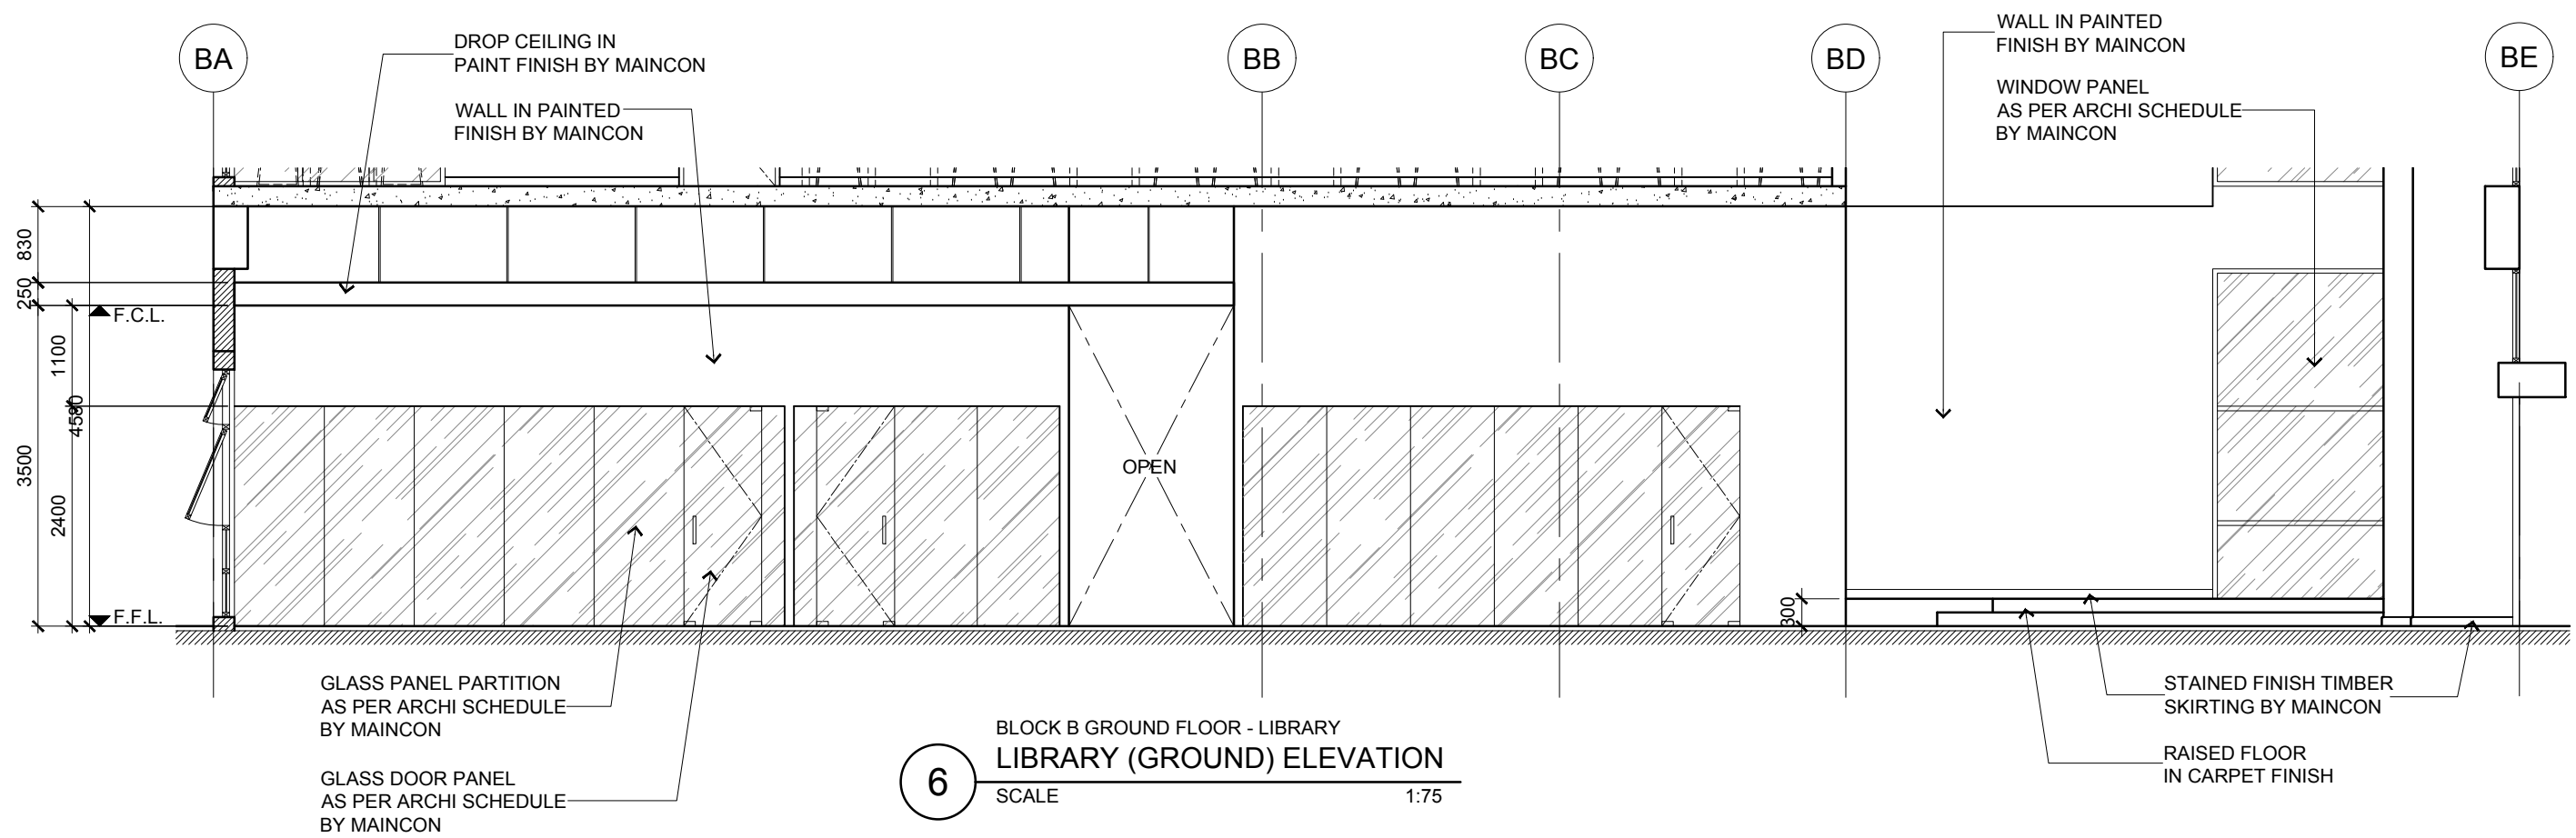 BA
BB
BC
BD
BE
DROP CEILING IN
PAINT FINISH BY MAINCON
WALL IN PAINTED
FINISH BY MAINCON
WALL IN PAINTED
FINISH BY MAINCON
WINDOW PANEL
AS PER ARCHI SCHEDULE
BY MAINCON
830
250
F.C.L.
1100
4580
3500
2400
OPEN
300
F.F.L.
GLASS PANEL PARTITION
AS PER ARCHI SCHEDULE
BY MAINCON
GLASS DOOR PANEL
AS PER ARCHI SCHEDULE
BY MAINCON
6
BLOCK B GROUND FLOOR - LIBRARY
LIBRARY (GROUND) ELEVATION
SCALE 1:75
STAINED FINISH TIMBER
SKIRTING BY MAINCON
RAISED FLOOR
IN CARPET FINISH